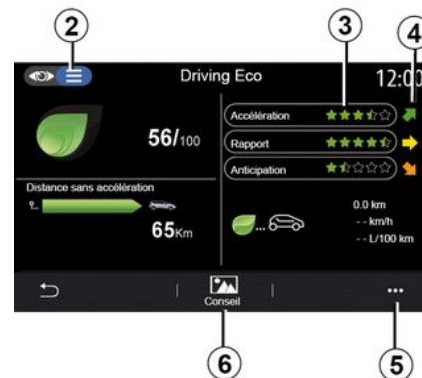 2
3
4
Driving Eco
12:00
56/100
Accélération
Rapport
Anticipation
Distance sans accélération
65Km
0.0 km
-- km/h
-- L/100 km
Conseil
6
5